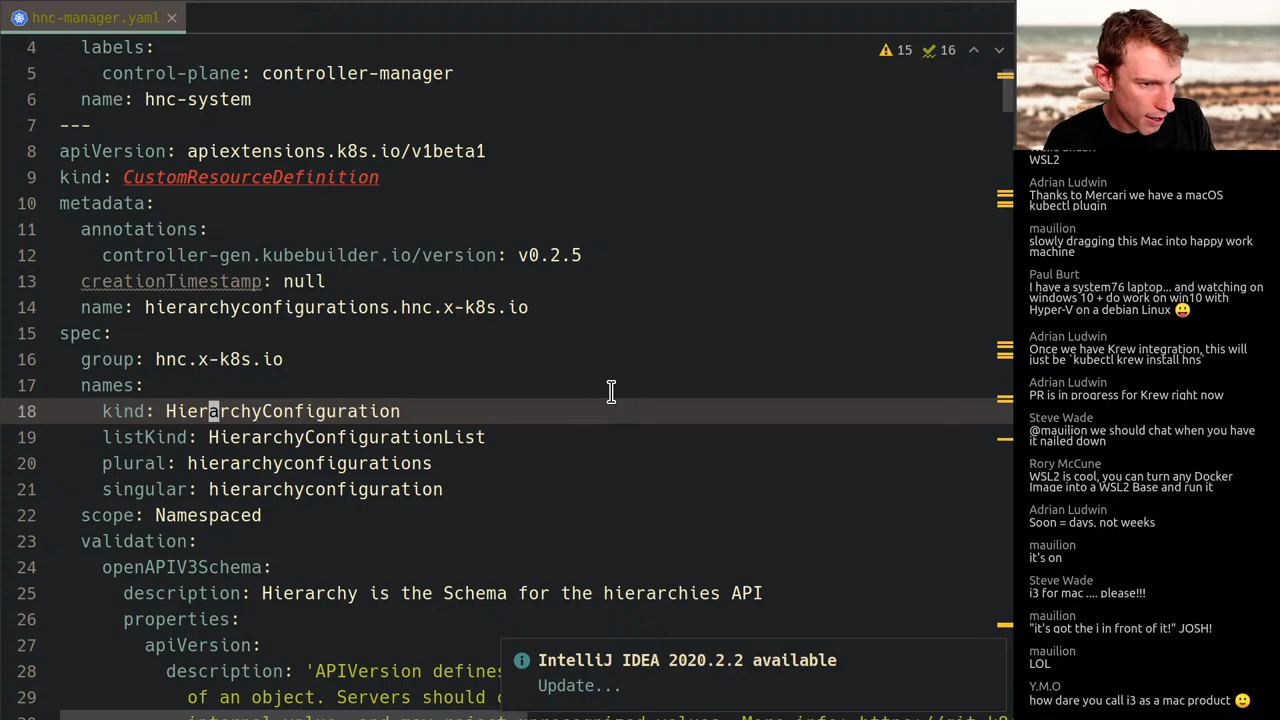 hnc-manager.yaml
4 labels:
5 control-plane: controller-manager
6 name: hnc-system
7 ---
8 apiVersion: apiextensions.k8s.io/v1beta1
9 kind: CustomResourceDefinition
10 metadata:
11 annotations:
12 controller-gen.kubebuilder.io/version: v0.2.5
13 creationTimestamp: null
14 name: hierarchyconfigurations.hnc.x-k8s.io
15 spec:
16 group: hnc.x-k8s.io
17 names:
18 kind: HierarchyConfiguration
19 listKind: HierarchyConfigurationList
20 plural: hierarchyconfigurations
21 singular: hierarchyconfiguration
22 scope: Namespaced
23 validation:
24 openAPIV3Schema:
25 description: Hierarchy is the Schema for the hierarchies API
26 properties:
27 apiVersion:
28 description: 'APIVersion defines
29 of an object. Servers should
15 16
IntelliJ IDEA 2020.2.2 available
Update...
WSL2
Adrian Ludwin
Thanks to Mercari we have a macOS
kubectl plugin
mauilion
slowly dragging this Mac into happy work
machine
Paul Burt
I have a system76 laptop... and watching on
windows 10 + do work on win10 with
Hyper-V on a debian Linux 😛
Adrian Ludwin
Once we have Krew integration, this will
just be `kubectl krew install hns`
Adrian Ludwin
PR is in progress for Krew right now
Steve Wade
@mauilion we should chat when you have
it nailed down
Rory McCune
WSL2 is cool, you can turn any Docker
Image into a WSL2 Base and run it
Adrian Ludwin
Soon = days, not weeks
mauilion
it's on
Steve Wade
i3 for mac .... please!!!
mauilion
"it's got the i in front of it!" JOSH!
mauilion
LOL
Y.M.O
how dare you call i3 as a mac product 🙂